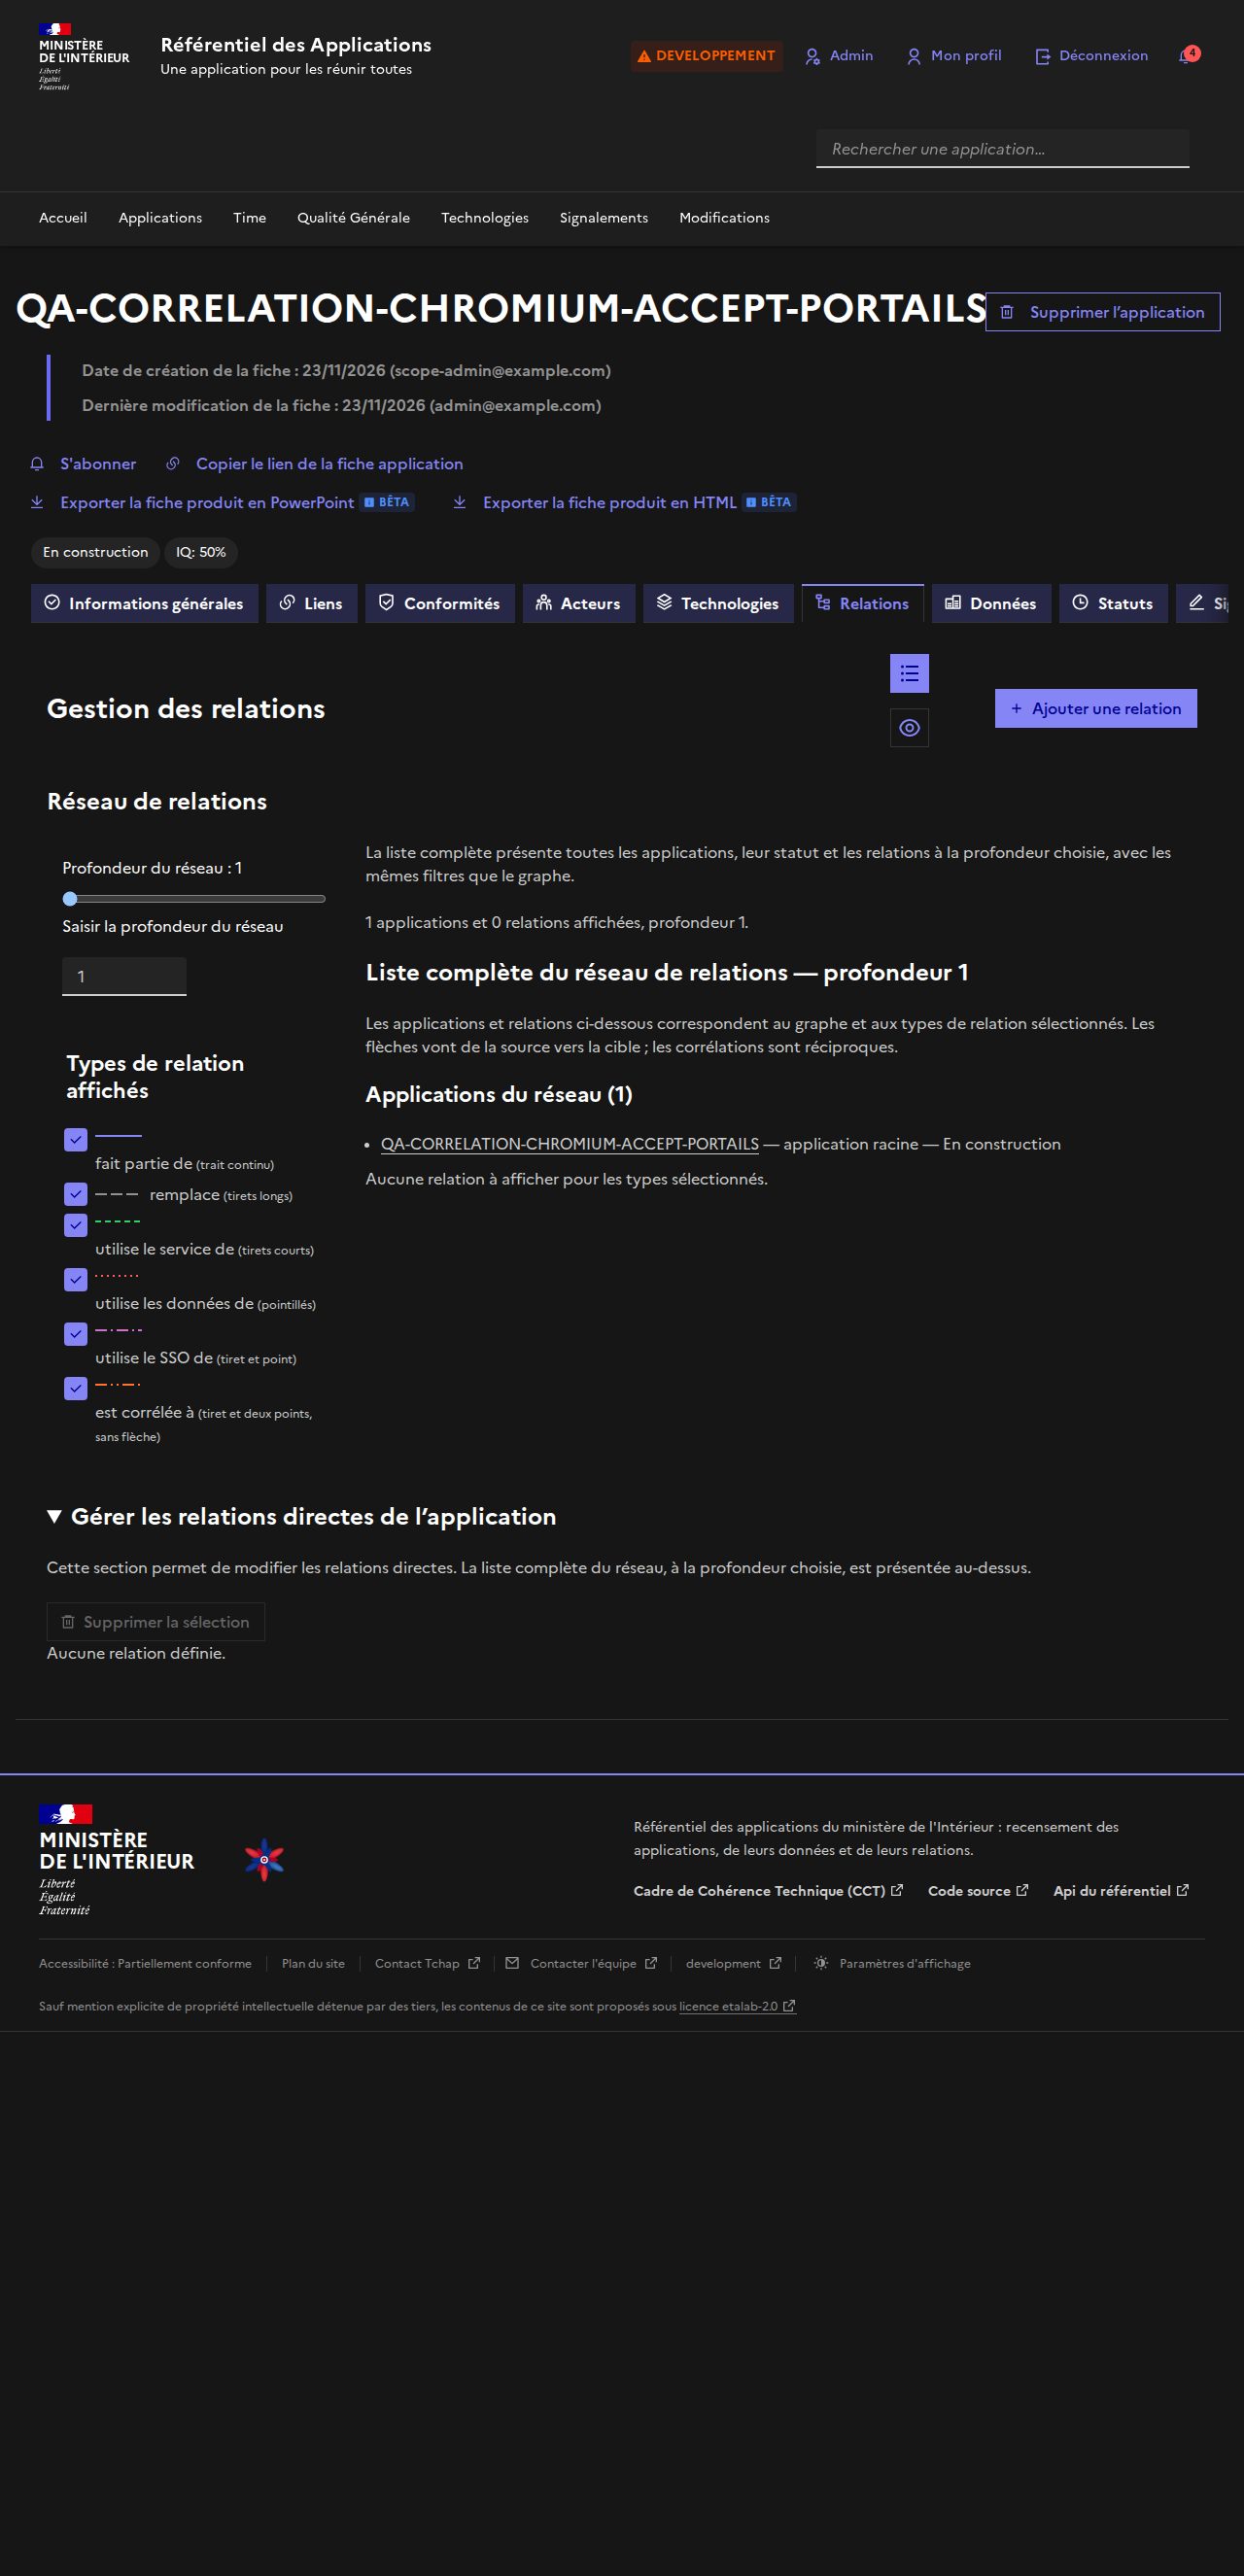 MINISTÈRE
DE L'INTÉRIEUR
Liberté
Égalité
Fraternité
Référentiel des Applications
Une application pour les réunir toutes
DEVELOPPEMENT
Admin
Mon profil
Déconnexion
4
Rechercher une application…
Accueil
Applications
Time
Qualité Générale
Technologies
Signalements
Modifications
QA-CORRELATION-CHROMIUM-ACCEPT-PORTAILS
Supprimer l’application
Date de création de la fiche : 23/11/2026 (scope-admin@example.com)
Dernière modification de la fiche : 23/11/2026 (admin@example.com)
S'abonner
Copier le lien de la fiche application
Exporter la fiche produit en PowerPoint BÊTA
Exporter la fiche produit en HTML BÊTA
En construction
IQ: 50%
Informations générales
Liens
Conformités
Acteurs
Technologies
Relations
Données
Statuts
Gestion des relations
Ajouter une relation
Réseau de relations
Profondeur du réseau : 1
Saisir la profondeur du réseau
1
Types de relation
affichés
fait partie de (trait continu)
remplace (tirets longs)
utilise le service de (tirets courts)
utilise les données de (pointillés)
utilise le SSO de (tiret et point)
est corrélée à (tiret et deux points,
sans flèche)
La liste complète présente toutes les applications, leur statut et les relations à la profondeur choisie, avec les
mêmes filtres que le graphe.
1 applications et 0 relations affichées, profondeur 1.
Liste complète du réseau de relations — profondeur 1
Les applications et relations ci-dessous correspondent au graphe et aux types de relation sélectionnés. Les
flèches vont de la source vers la cible ; les corrélations sont réciproques.
Applications du réseau (1)
QA-CORRELATION-CHROMIUM-ACCEPT-PORTAILS — application racine — En construction
Aucune relation à afficher pour les types sélectionnés.
Gérer les relations directes de l’application
Cette section permet de modifier les relations directes. La liste complète du réseau, à la profondeur choisie, est présentée au-dessus.
Supprimer la sélection
Aucune relation définie.
MINISTÈRE
DE L'INTÉRIEUR
Liberté
Égalité
Fraternité
Référentiel des applications du ministère de l'Intérieur : recensement des
applications, de leurs données et de leurs relations.
Cadre de Cohérence Technique (CCT)
Code source
Api du référentiel
Accessibilité : Partiellement conforme
Plan du site
Contact Tchap
Contacter l'équipe
development
Paramètres d'affichage
Sauf mention explicite de propriété intellectuelle détenue par des tiers, les contenus de ce site sont proposés sous licence etalab-2.0